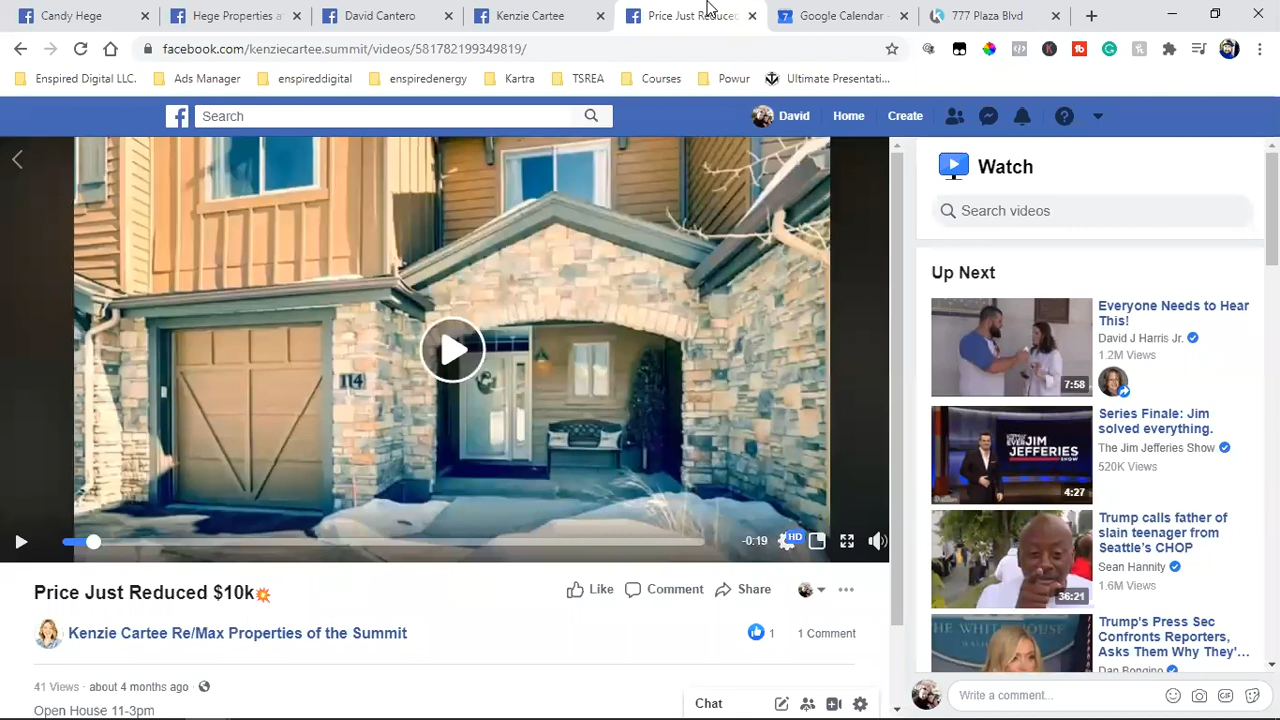 Candy Hege
Hege Properties a
David Cantero
Kenzie Cartee
Price Just Reduced
Google Calendar -
777 Plaza Blvd
facebook.com/kenziecartee.summit/videos/581782199349819/
Enspired Digital LLC.
Ads Manager
enspireddigital
enspiredenergy
Kartra
TSREA
Courses
Powur
Ultimate Presentati...
Search
David
Home
Create
Watch
Search videos
Up Next
Everyone Needs to Hear
This!
David J Harris Jr.
1.2M Views
7:58
Series Finale: Jim
solved everything.
The Jim Jefferies Show
520K Views
JIM
JEFFERIES
4:27
Trump calls father of
slain teenager from
Seattle's CHOP
Sean Hannity
1.6M Views
36:21
Trump's Press Sec
Confronts Reporters,
Asks Them Why They'...
Dan Bongino
114
-0:19
HD
Price Just Reduced $10k
Like
Comment
Share
Kenzie Cartee Re/Max Properties of the Summit
1
1 Comment
41 Views · about 4 months ago
Open House 11-3pm
Chat
Write a comment...
GIF